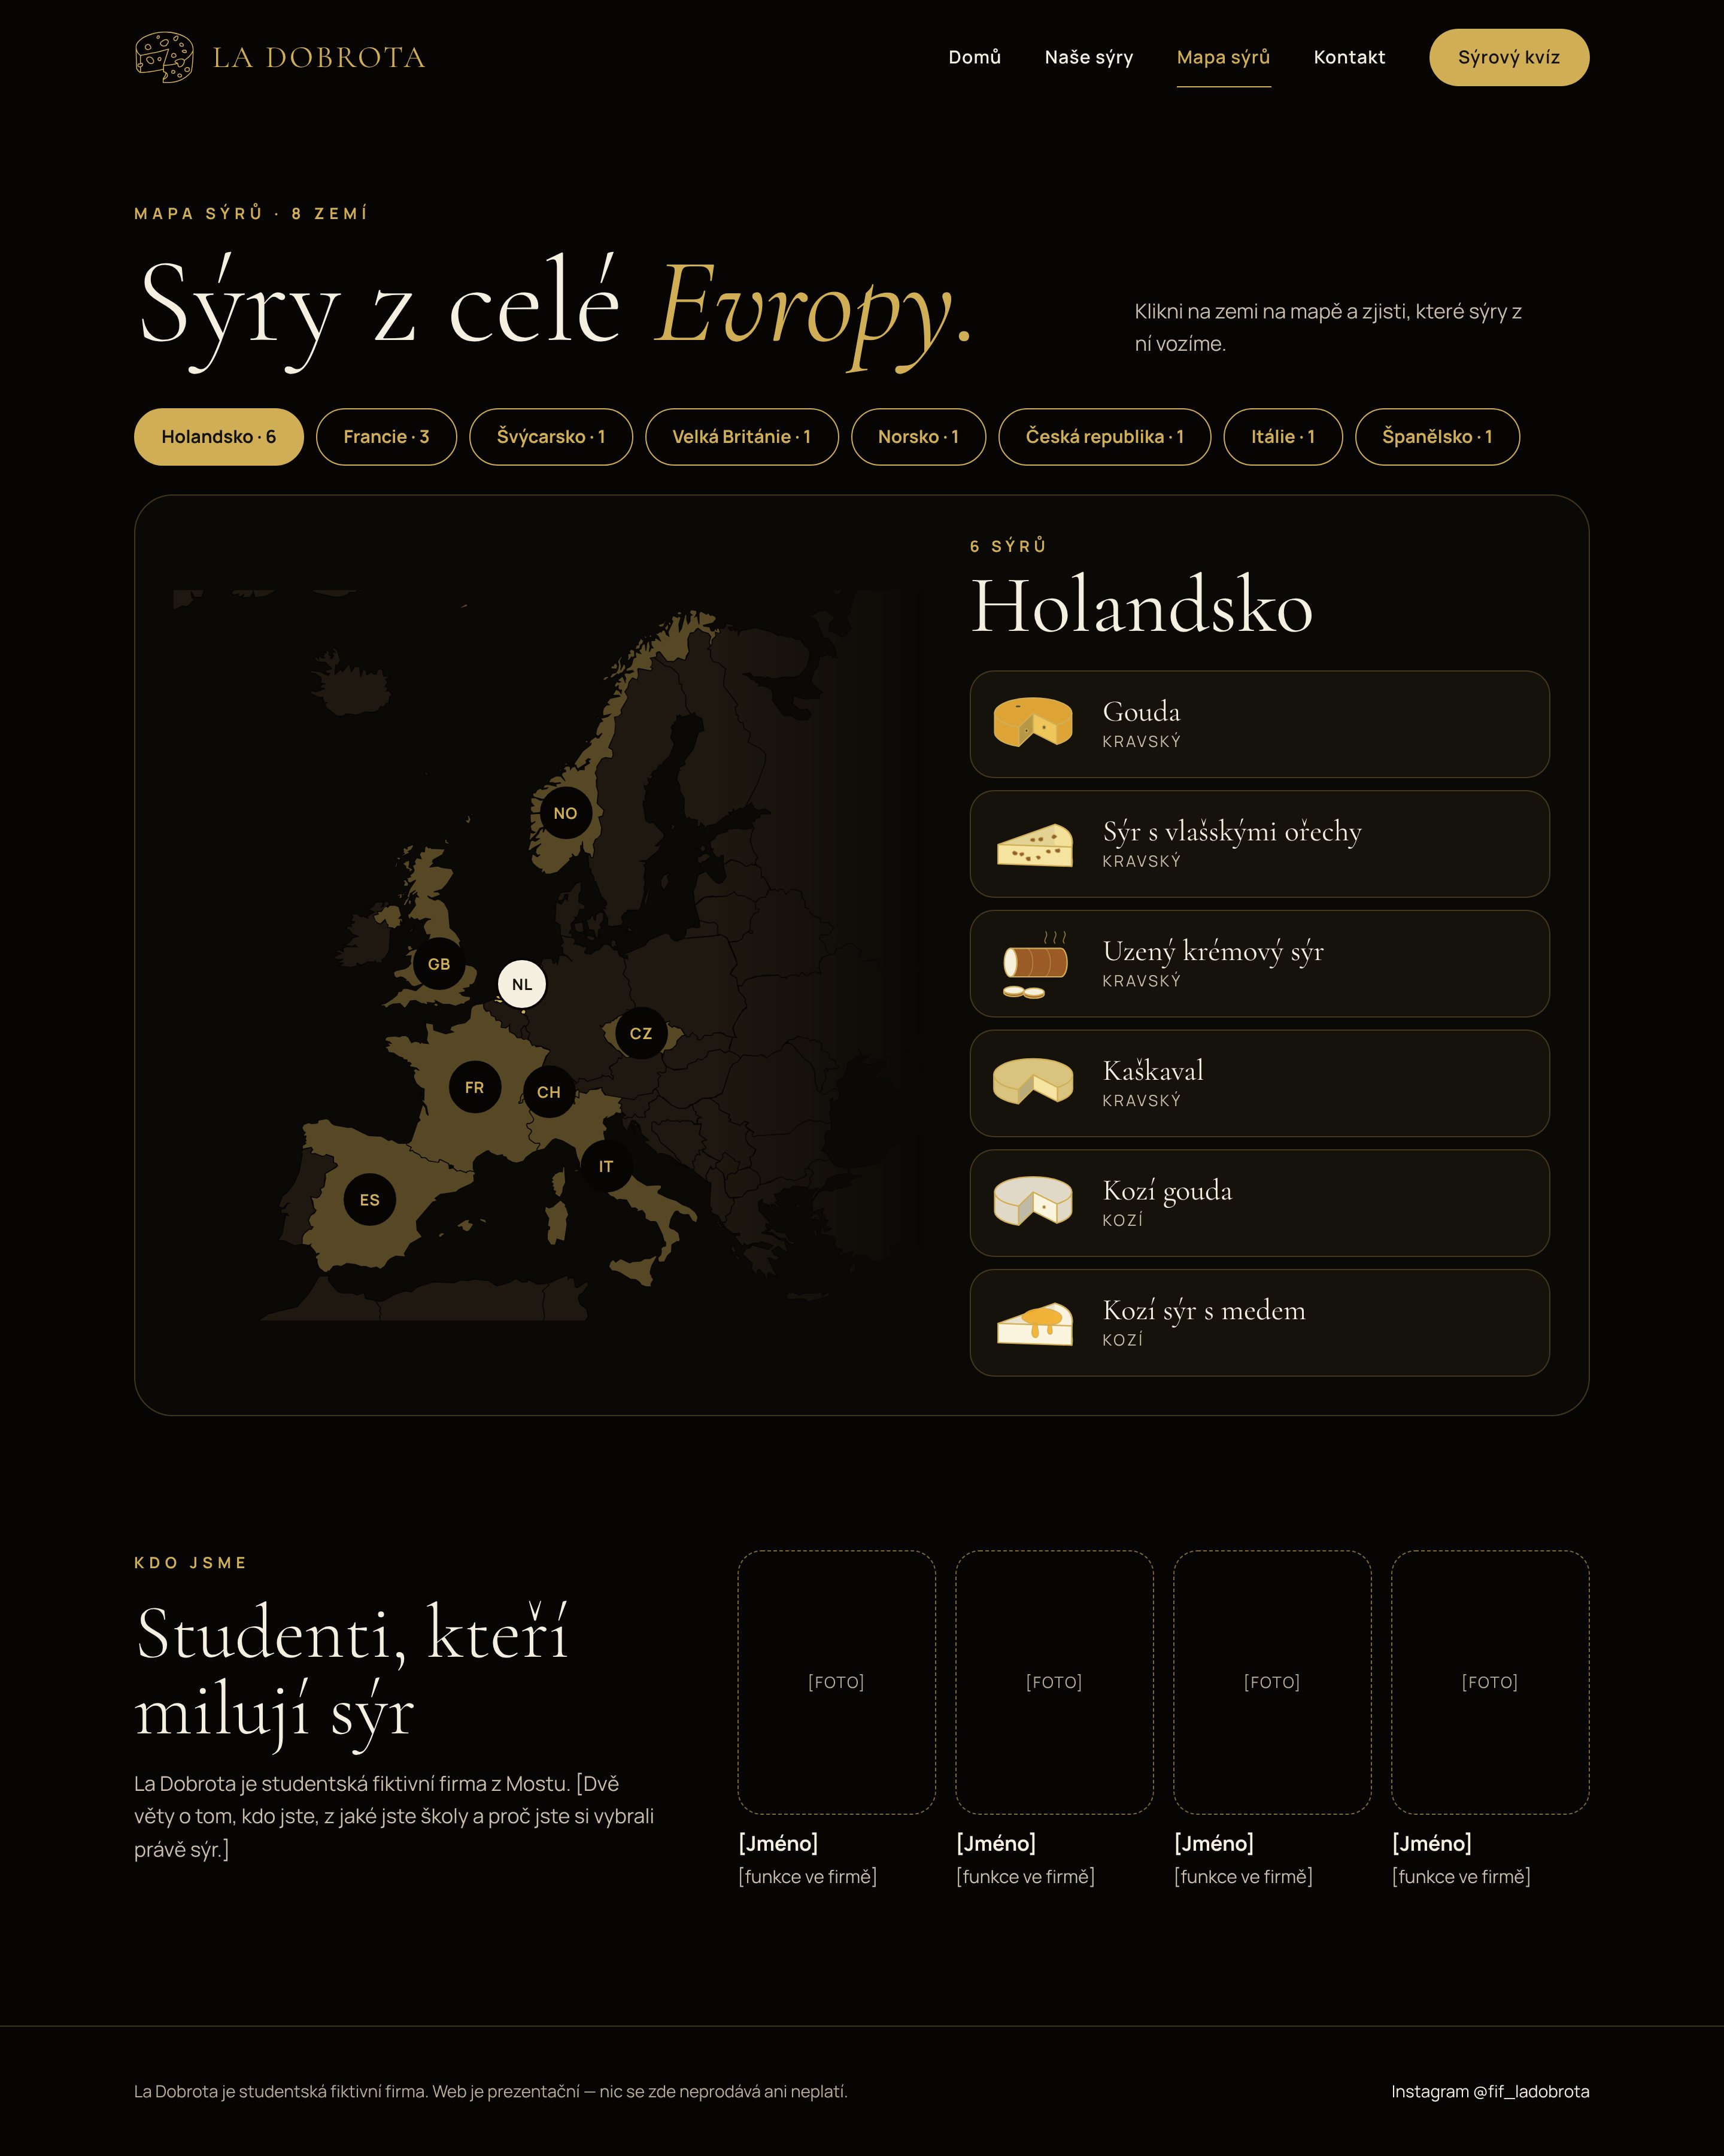 LA DOBROTA
Domů
Naše sýry
Mapa sýrů
Kontakt
Sýrový kvíz
MAPA SÝRŮ · 8 ZEMÍ
Sýry z celé Evropy.
Klikni na zemi na mapě a zjisti, které sýry z
ní vozíme.
Holandsko · 6
Francie · 3
Švýcarsko · 1
Velká Británie · 1
Norsko · 1
Česká republika · 1
Itálie · 1
Španělsko · 1
NO
GB
NL
CZ
FR
CH
IT
ES
6 SÝRŮ
Holandsko
Gouda
KRAVSKÝ
Sýr s vlašskými ořechy
KRAVSKÝ
Uzený krémový sýr
KRAVSKÝ
Kaškaval
KRAVSKÝ
Kozí gouda
KOZÍ
Kozí sýr s medem
KOZÍ
KDO JSME
Studenti, kteří
milují sýr
La Dobrota je studentská fiktivní firma z Mostu. [Dvě
věty o tom, kdo jste, z jaké jste školy a proč jste si vybrali
právě sýr.]
[FOTO]
[Jméno]
[funkce ve firmě]
[FOTO]
[Jméno]
[funkce ve firmě]
[FOTO]
[Jméno]
[funkce ve firmě]
[FOTO]
[Jméno]
[funkce ve firmě]
La Dobrota je studentská fiktivní firma. Web je prezentační — nic se zde neprodává ani neplatí.
Instagram @fif_ladobrota